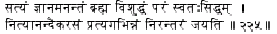 सत्यं ज्ञानमनन्तं ब्रह्म विशुद्धं परं स्वतःसिद्धम् ।
नित्यानन्दैकरसं प्रत्यगभिन्नं निरन्तरं जयति ॥ २२५॥